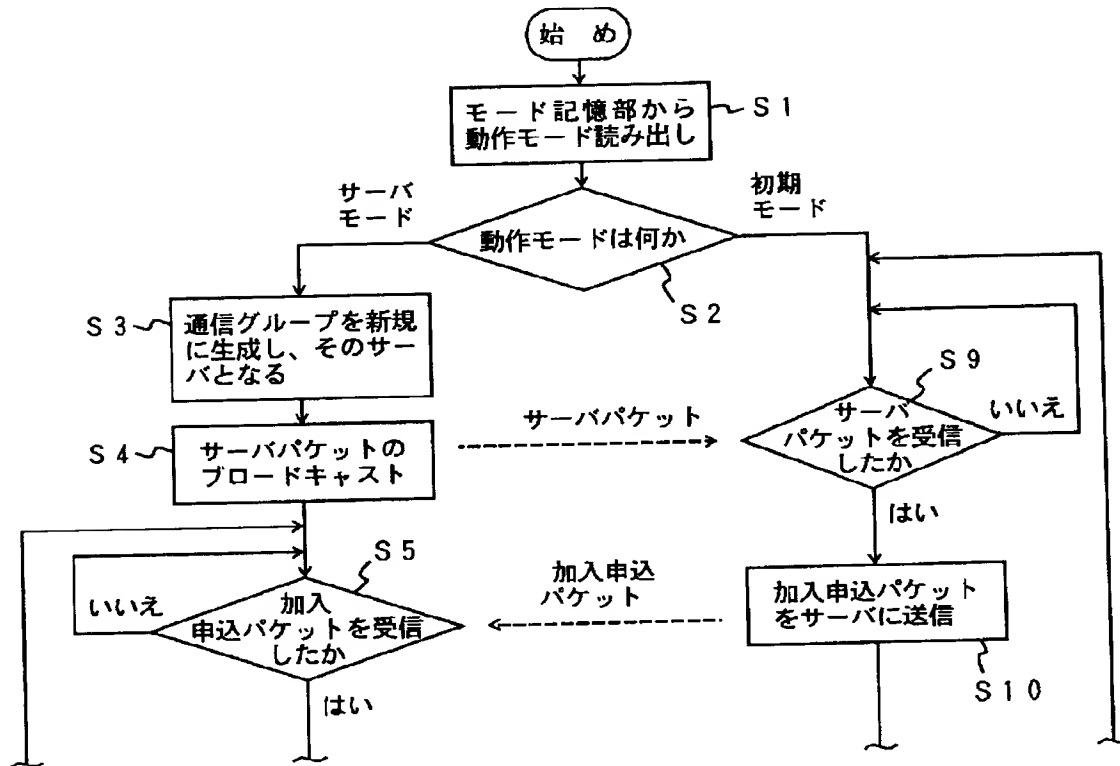 始 め
モード記憶部から
動作モード読み出し
S1
サーバ
モード
初期
モード
動作モードは何か
S2
S3
通信グループを新規
に生成し、そのサー
バとなる
S9
サーバ
パケットを受信
したか
いいえ
サーバパケット
S4
サーバパケットの
ブロードキャスト
はい
S5
加入
申込パケットを受信
したか
いいえ
加入申込
パケット
加入申込パケット
をサーバに送信
S10
はい